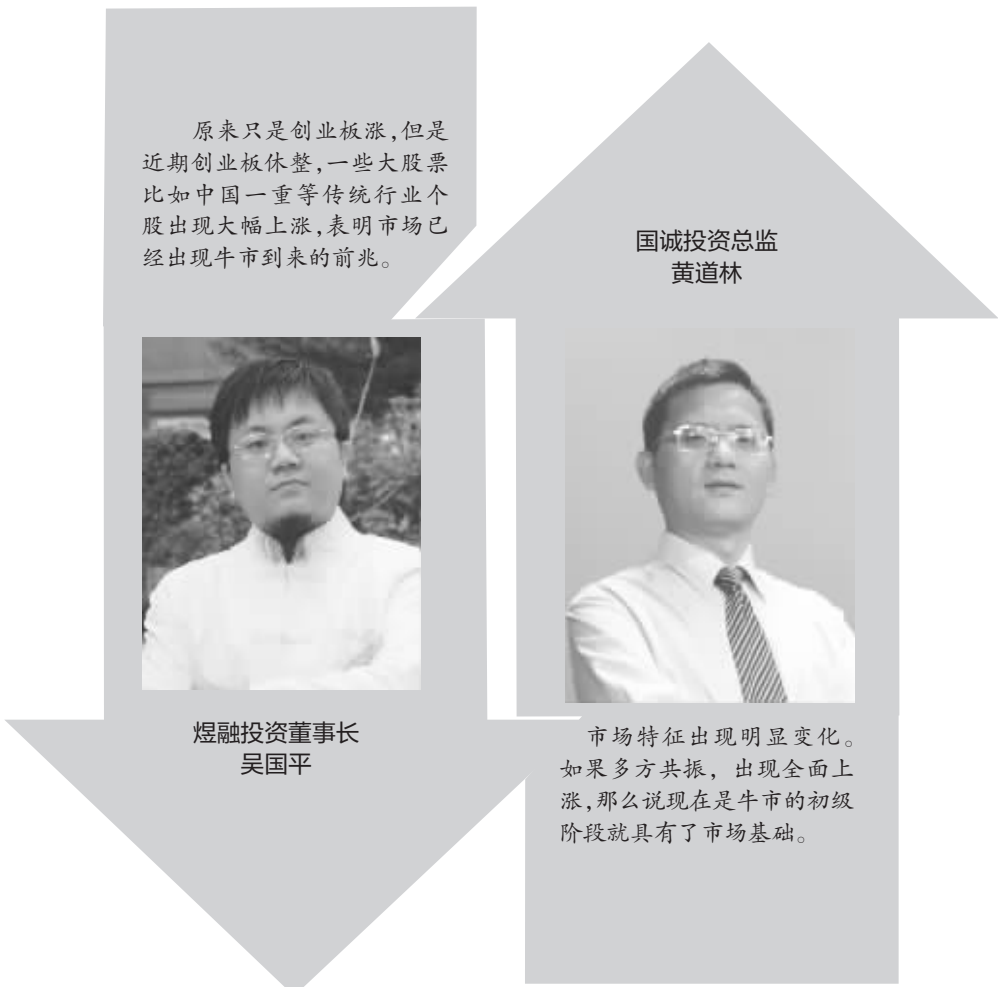 原来只是创业板涨,但是
近期创业板休整,一些大股票
比如中国一重等传统行业个
股出现大幅上涨,表明市场已
经出现牛市到来的前兆。
煜融投资董事长
吴国平
国诚投资总监
黄道林
市场特征出现明显变化。
如果多方共振，出现全面上
涨,那么说现在是牛市的初级
阶段就具有了市场基础。